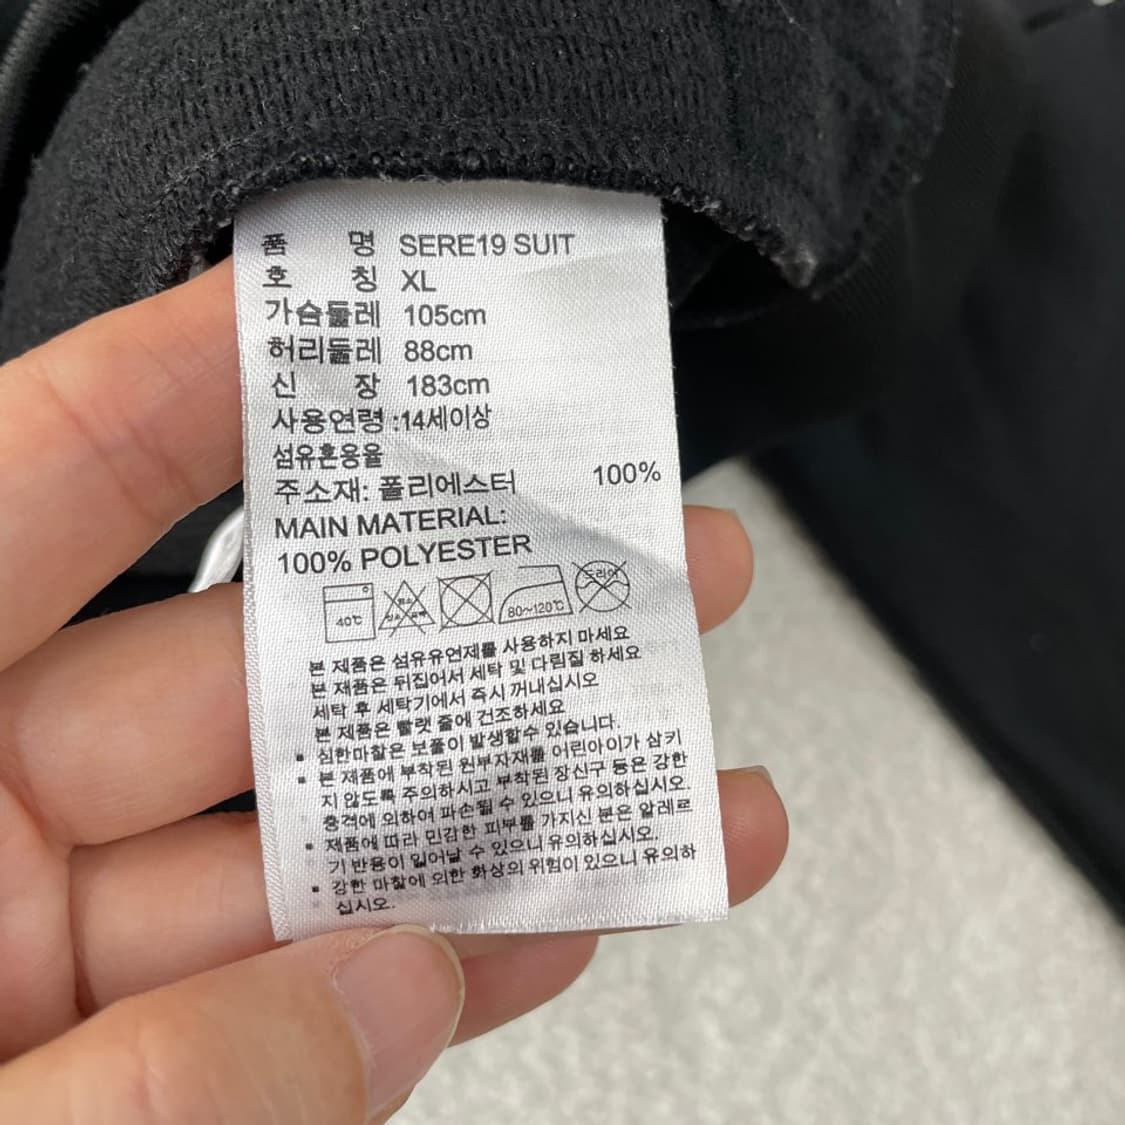 품 명 SERE19 SUIT
호 칭 XL
가슴둘레 105cm
허리둘레 88cm
신 장 183cm
사용연령 :14세이상
섬유혼용율
주소재: 폴리에스터 100%
MAIN MATERIAL:
100% POLYESTER
40℃ 80~120℃ 드라이
본 제품은 섬유유연제를 사용하지 마세요
본 제품은 뒤집어서 세탁 및 다림질 하세요
세탁 후 세탁기에서 즉시 꺼내십시오
본 제품은 빨랫 줄에 건조하세요
▪ 심한마찰은 보풀이 발생할수 있습니다.
▪ 본 제품에 부착된 원부자재를 어린아이가 삼키
지 않도록 주의하시고 부착된 장신구 등은 강한
충격에 의하여 파손될 수 있으니 유의하십시오.
▪ 제품에 따라 민감한 피부를 가지신 분은 알레르
기 반응이 일어날 수 있으니 유의하십시오.
▪ 강한 마찰에 의한 화상의 위험이 있으니 유의하
십시오.